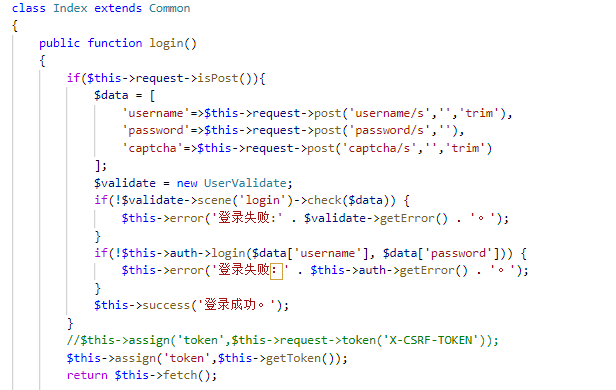 class Index extends Common
{
    public function login()
    {
        if($this->request->isPost()){
            $data = [
                'username'=>$this->request->post('username/s','','trim'),
                'password'=>$this->request->post('password/s',''),
                'captcha'=>$this->request->post('captcha/s','','trim')
            ];
            $validate = new UserValidate;
            if(!$validate->scene('login')->check($data)) {
                $this->error('登录失败:' . $validate->getError() . '。');
            }
            if(!$this->auth->login($data['username'], $data['password'])) {
                $this->error('登录失败：' . $this->auth->getError() . '。');
            }
            $this->success('登录成功。');
        }
        //$this->assign('token',$this->request->token('X-CSRF-TOKEN'));
        $this->assign('token',$this->getToken());
        return $this->fetch();